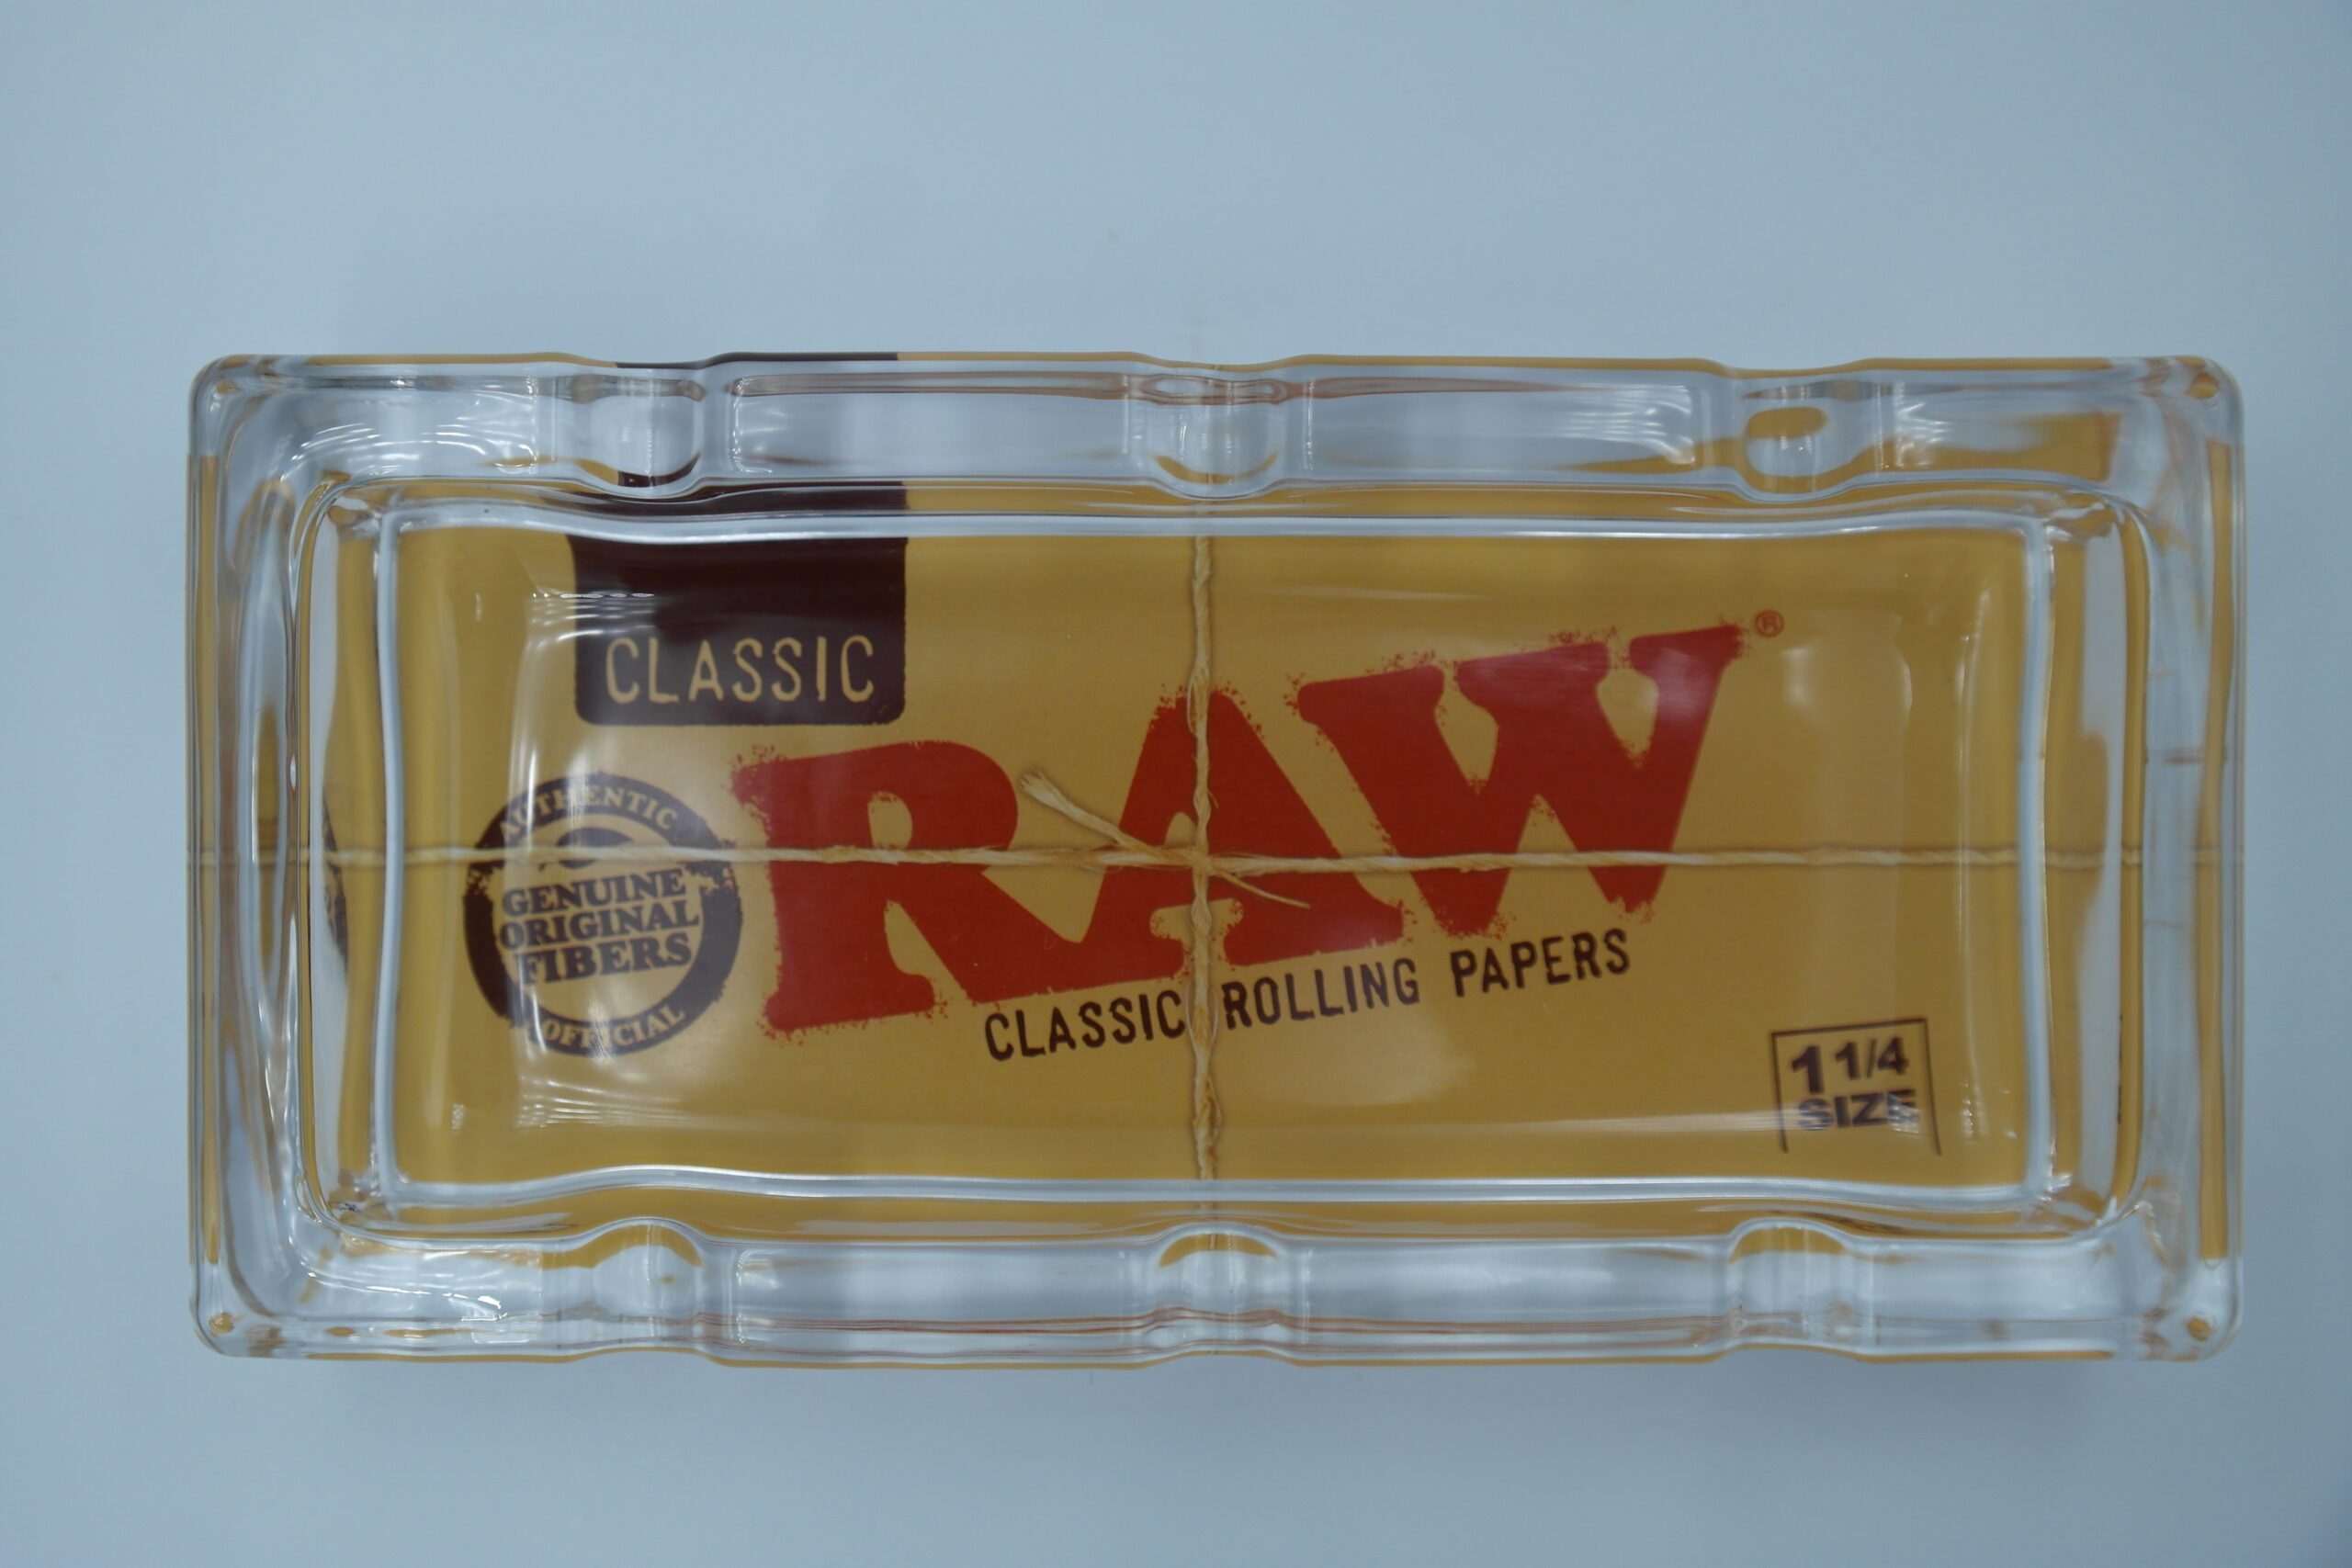 CLASSIC
RAW®
AUTHENTIC
GENUINE
ORIGINAL
FIBERS
OFFICIAL
CLASSIC ROLLING PAPERS
1 1/4
SIZE